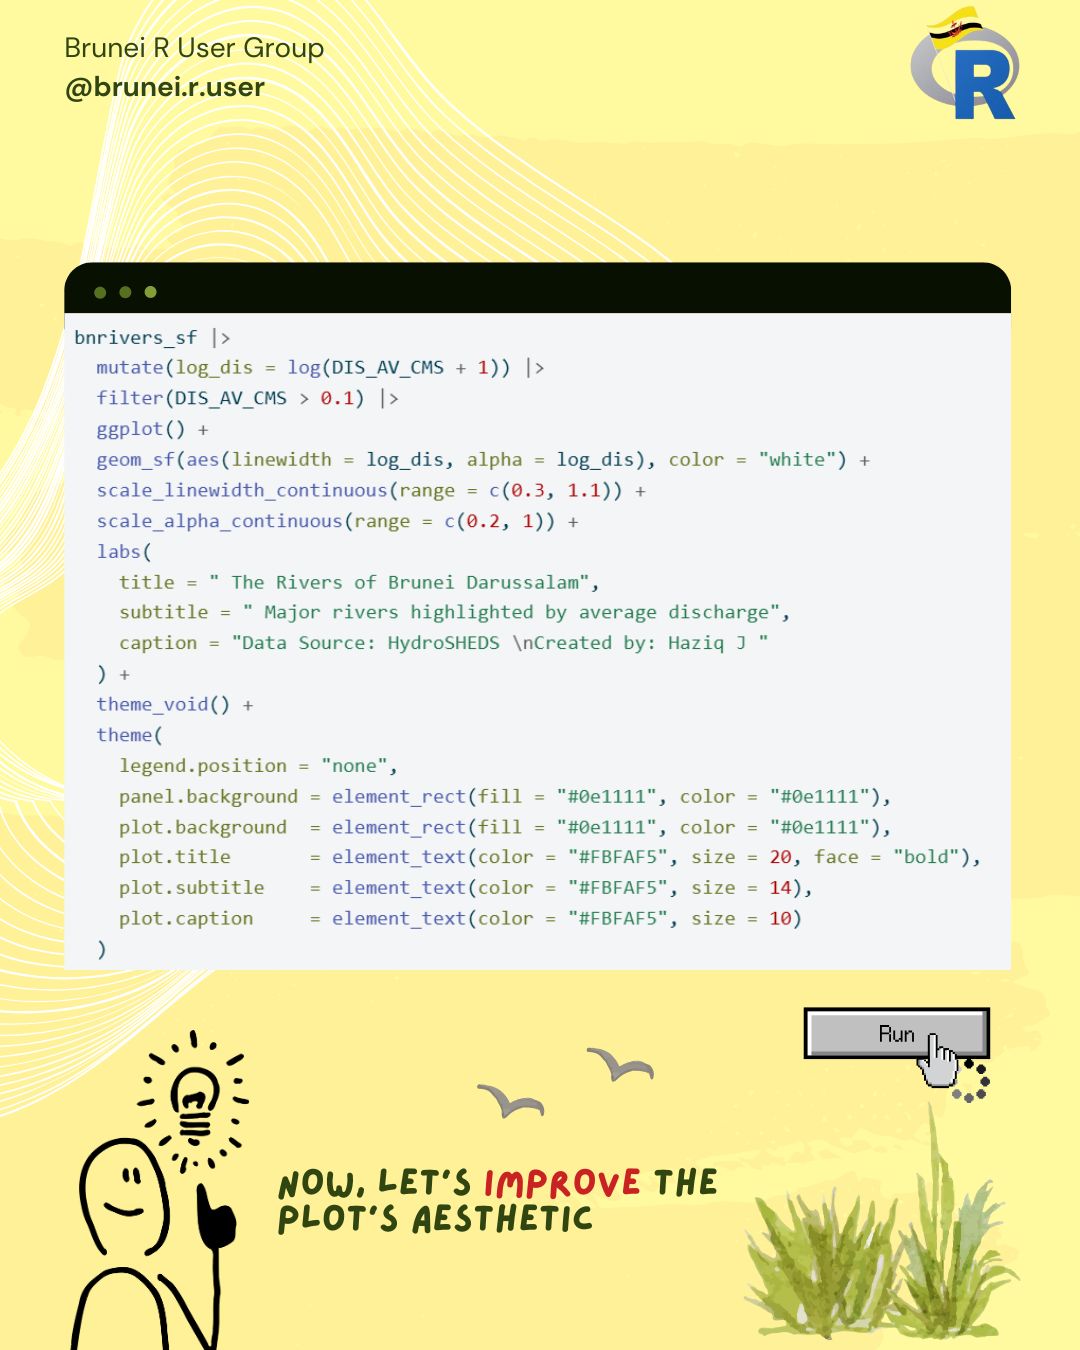 Brunei R User Group
@brunei.r.user
R
bnrivers_sf |>
  mutate(log_dis = log(DIS_AV_CMS + 1)) |>
  filter(DIS_AV_CMS > 0.1) |>
  ggplot() +
  geom_sf(aes(linewidth = log_dis, alpha = log_dis), color = "white") +
  scale_linewidth_continuous(range = c(0.3, 1.1)) +
  scale_alpha_continuous(range = c(0.2, 1)) +
  labs(
    title = " The Rivers of Brunei Darussalam",
    subtitle = " Major rivers highlighted by average discharge",
    caption = "Data Source: HydroSHEDS \nCreated by: Haziq J "
  ) +
  theme_void() +
  theme(
    legend.position = "none",
    panel.background = element_rect(fill = "#0e1111", color = "#0e1111"),
    plot.background  = element_rect(fill = "#0e1111", color = "#0e1111"),
    plot.title       = element_text(color = "#FBFAF5", size = 20, face = "bold"),
    plot.subtitle    = element_text(color = "#FBFAF5", size = 14),
    plot.caption     = element_text(color = "#FBFAF5", size = 10)
  )
Run
NOW, LET'S IMPROVE THE
PLOT'S AESTHETIC